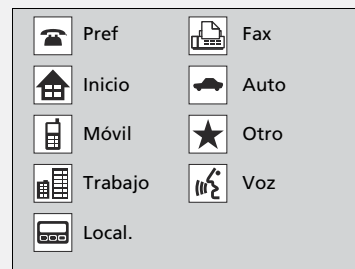 Pref
Fax
Inicio
Auto
Móvil
Otro
Trabajo
Voz
Local.